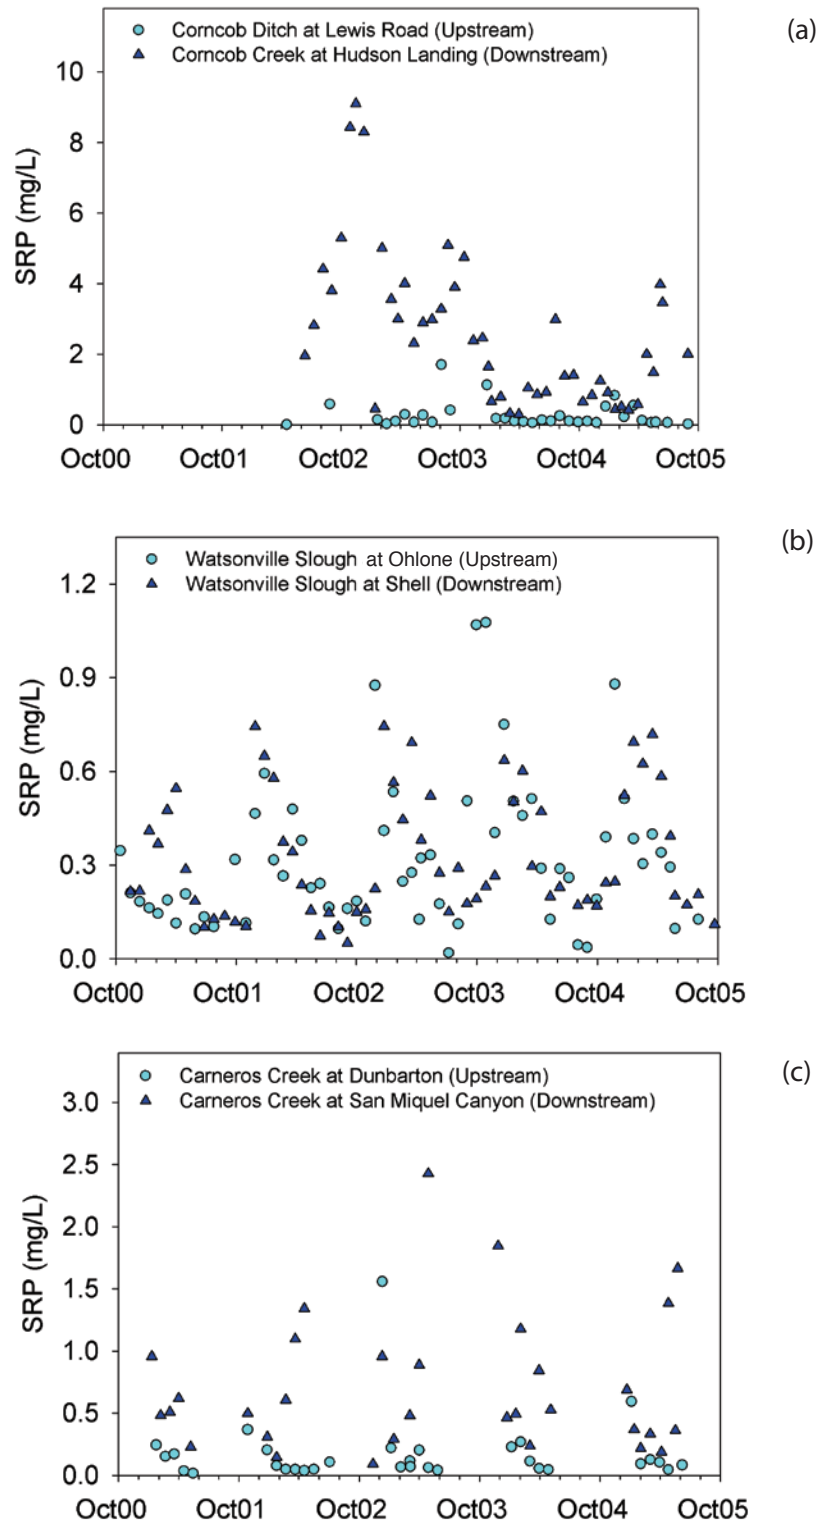 (a)
Corncob Ditch at Lewis Road (Upstream)
Corncob Creek at Hudson Landing (Downstream)
10
8
6
4
2
0
SRP (mg/L)
Oct00 Oct01 Oct02 Oct03 Oct04 Oct05
(b)
Watsonville Slough at Ohlone (Upstream)
Watsonville Slough at Shell (Downstream)
1.2
0.9
0.6
0.3
0.0
SRP (mg/L)
Oct00 Oct01 Oct02 Oct03 Oct04 Oct05
(c)
Carneros Creek at Dunbarton (Upstream)
Carneros Creek at San Miquel Canyon (Downstream)
3.0
2.5
2.0
1.5
1.0
0.5
0.0
SRP (mg/L)
Oct00 Oct01 Oct02 Oct03 Oct04 Oct05